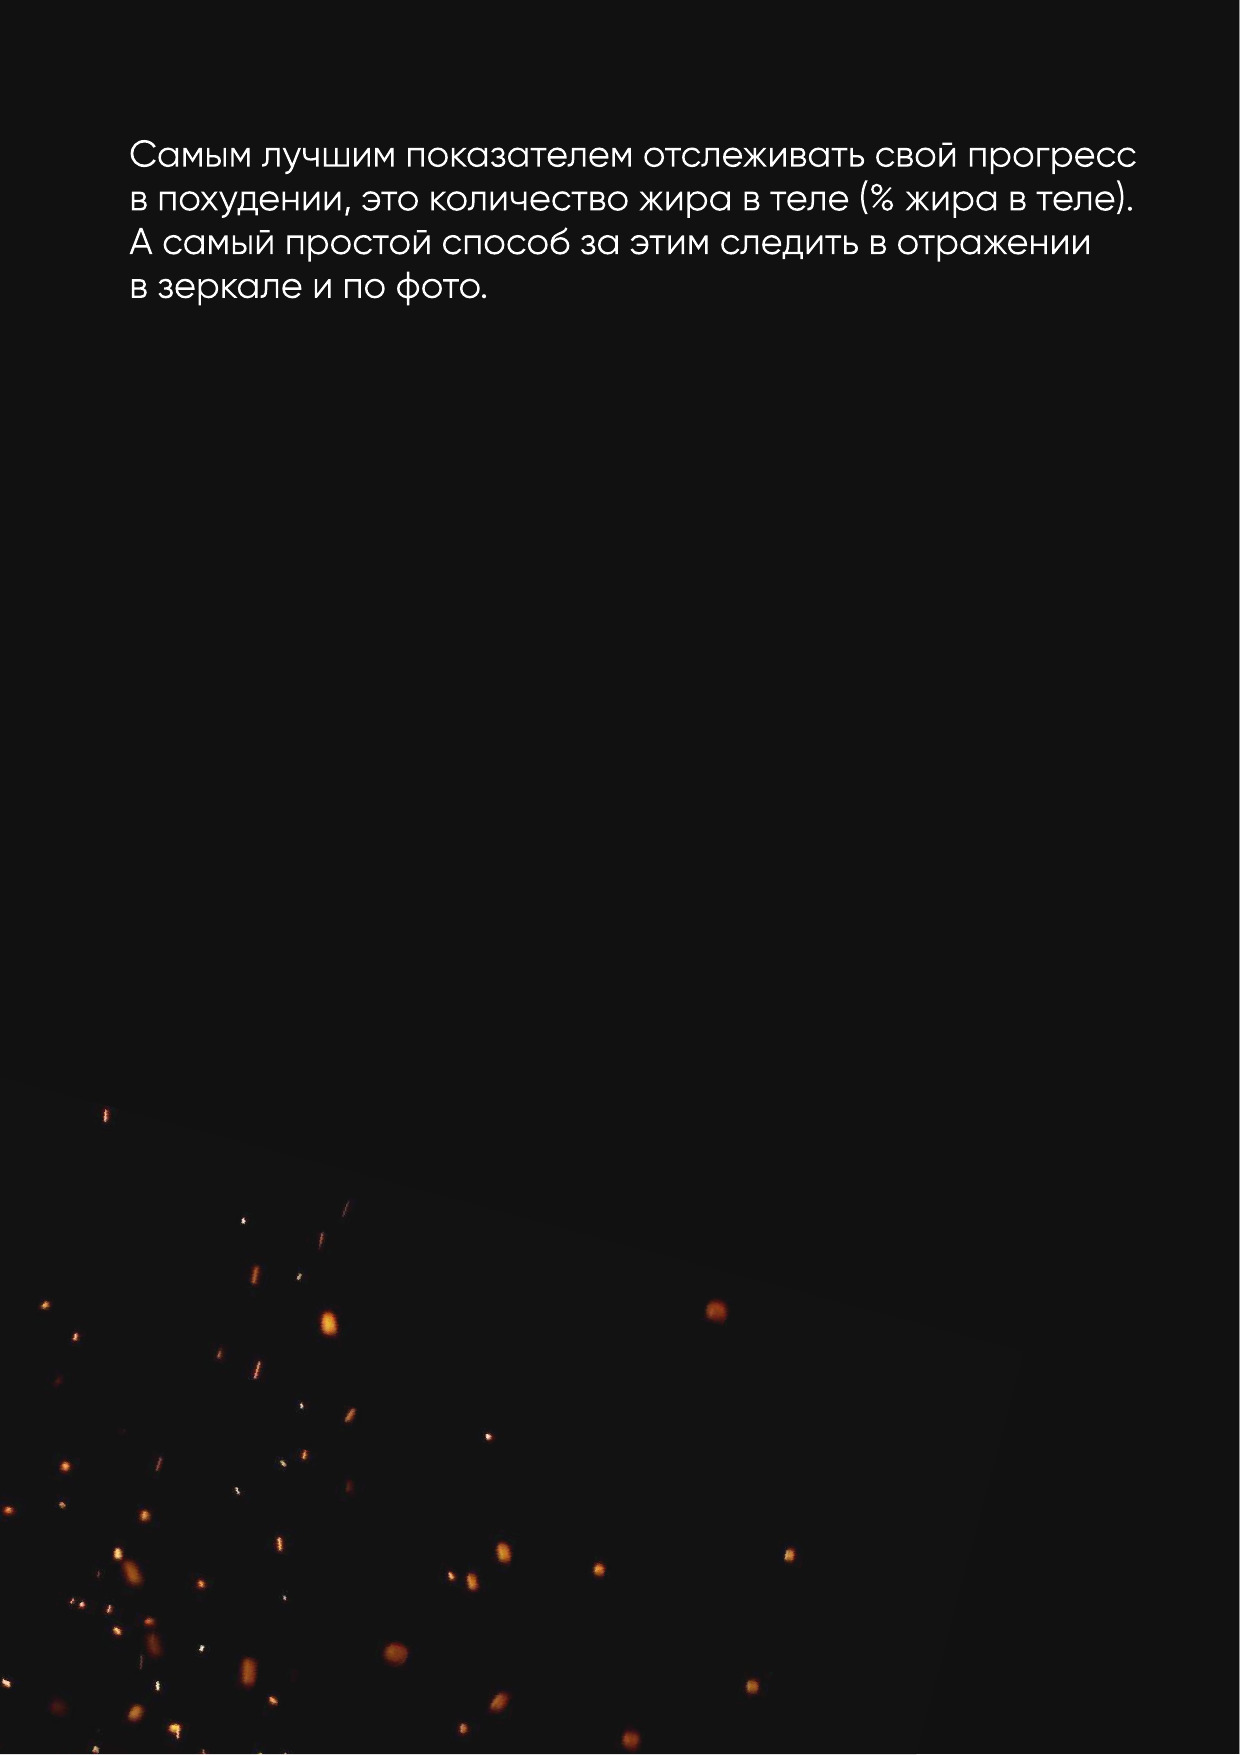 Самым лучшим показателем отслеживать свой прогресс
в похудении, это количество жира в теле (% жира в теле).
А самый простой способ за этим следить в отражении
в зеркале и по фото.